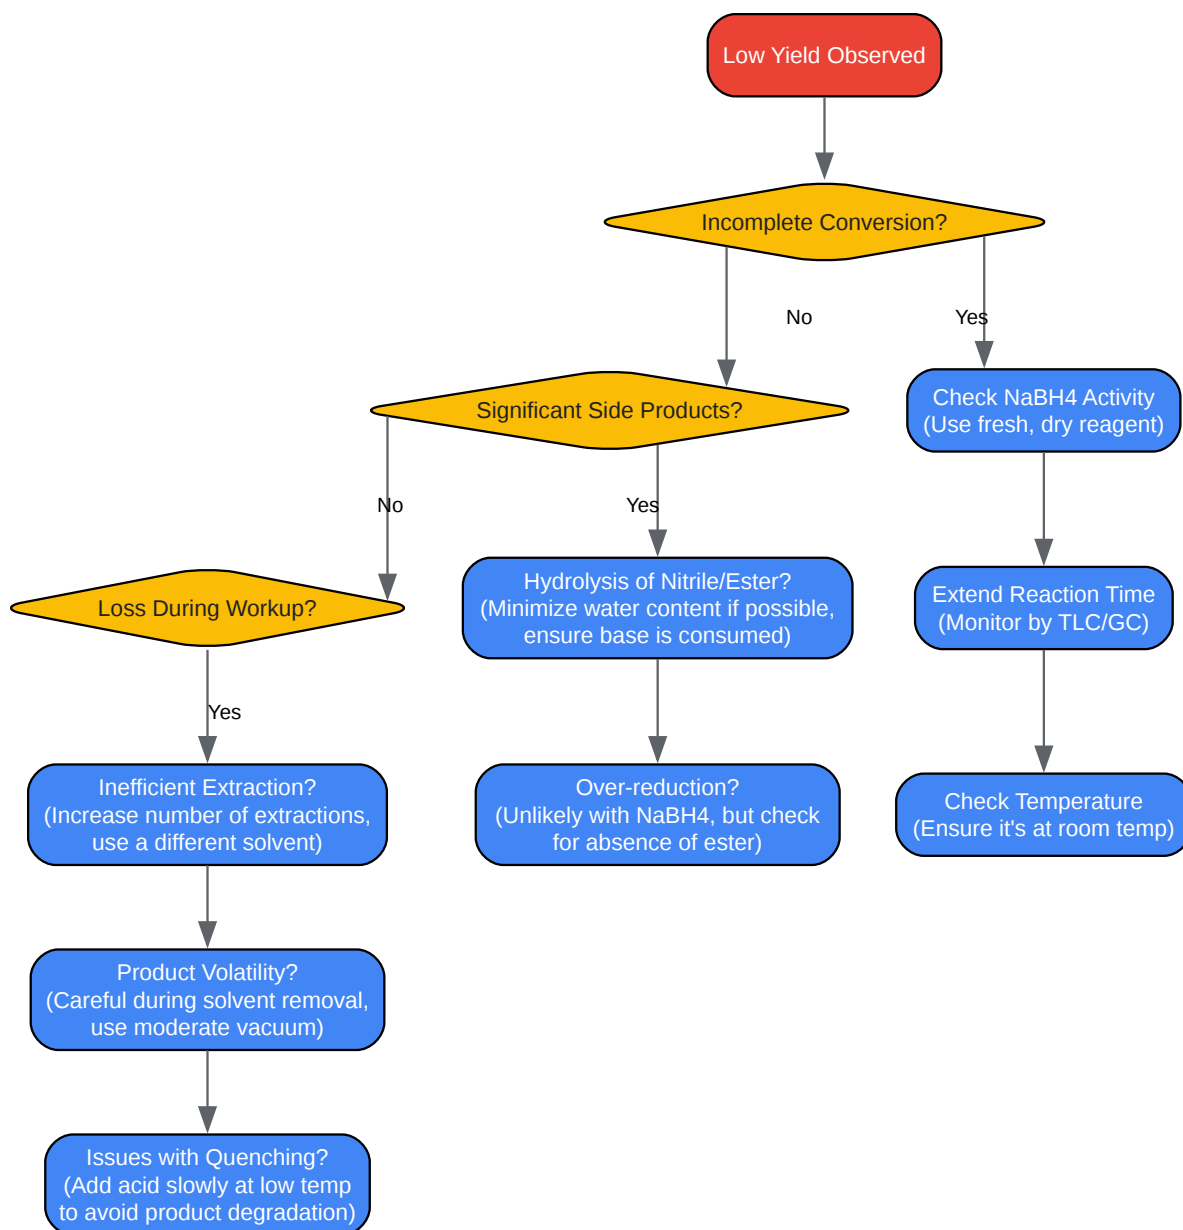 Low Yield Observed
Incomplete Conversion?
No
Yes
Significant Side Products?
Check NaBH4 Activity
(Use fresh, dry reagent)
No
Yes
Loss During Workup?
Hydrolysis of Nitrile/Ester?
(Minimize water content if possible,
ensure base is consumed)
Extend Reaction Time
(Monitor by TLC/GC)
Yes
Inefficient Extraction?
(Increase number of extractions,
use a different solvent)
Over-reduction?
(Unlikely with NaBH4, but check
for absence of ester)
Check Temperature
(Ensure it's at room temp)
Product Volatility?
(Careful during solvent removal,
use moderate vacuum)
Issues with Quenching?
(Add acid slowly at low temp
to avoid product degradation)